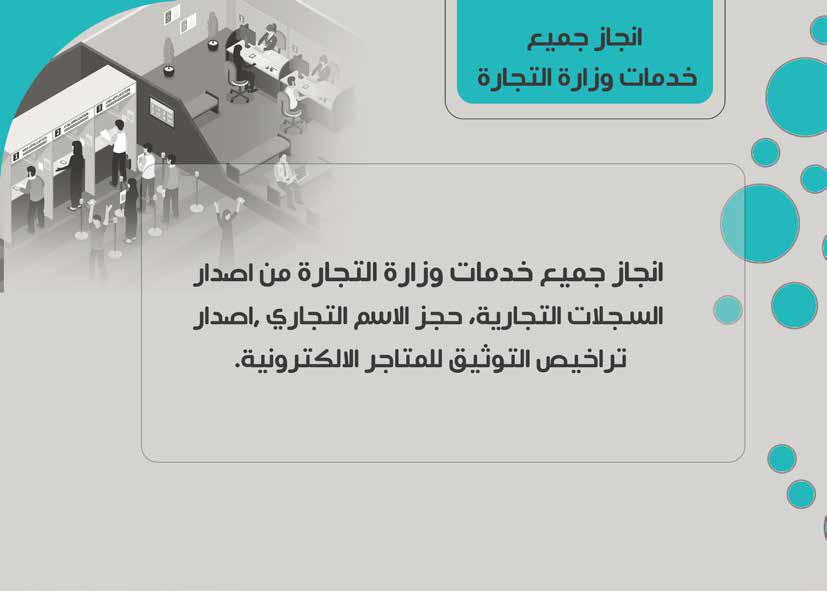 انجاز جميع
خدمات وزارة التجارة
انجاز جميع خدمات وزارة التجارة من اصدار
السجلات التجارية، حجز الاسم التجاري ,اصدار
تراخيص التوثيق للمتاجر الالكترونية.